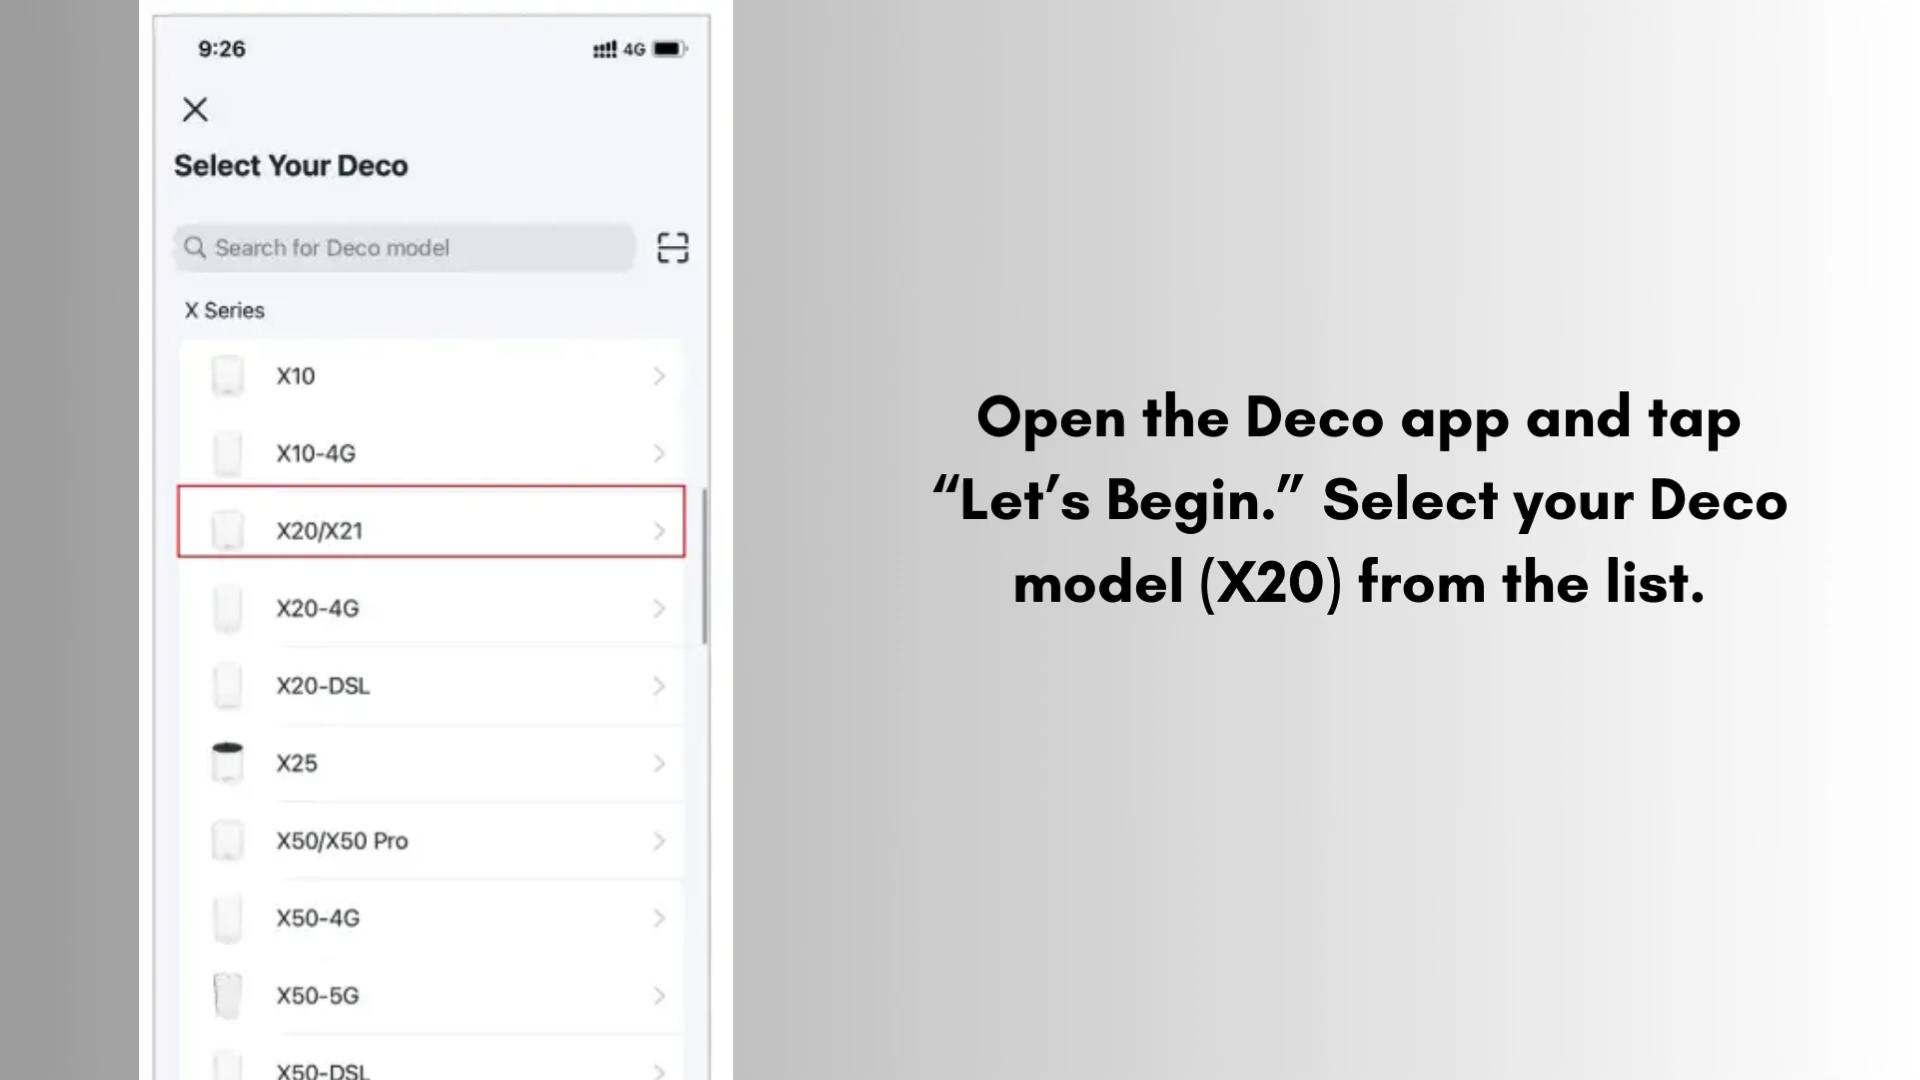 9:26
4G
Select Your Deco
Search for Deco model
X Series
X10
X10-4G
X20/X21
X20-4G
X20-DSL
X25
X50/X50 Pro
X50-4G
X50-5G
X50-DSL
Open the Deco app and tap
“Let’s Begin.” Select your Deco
model (X20) from the list.